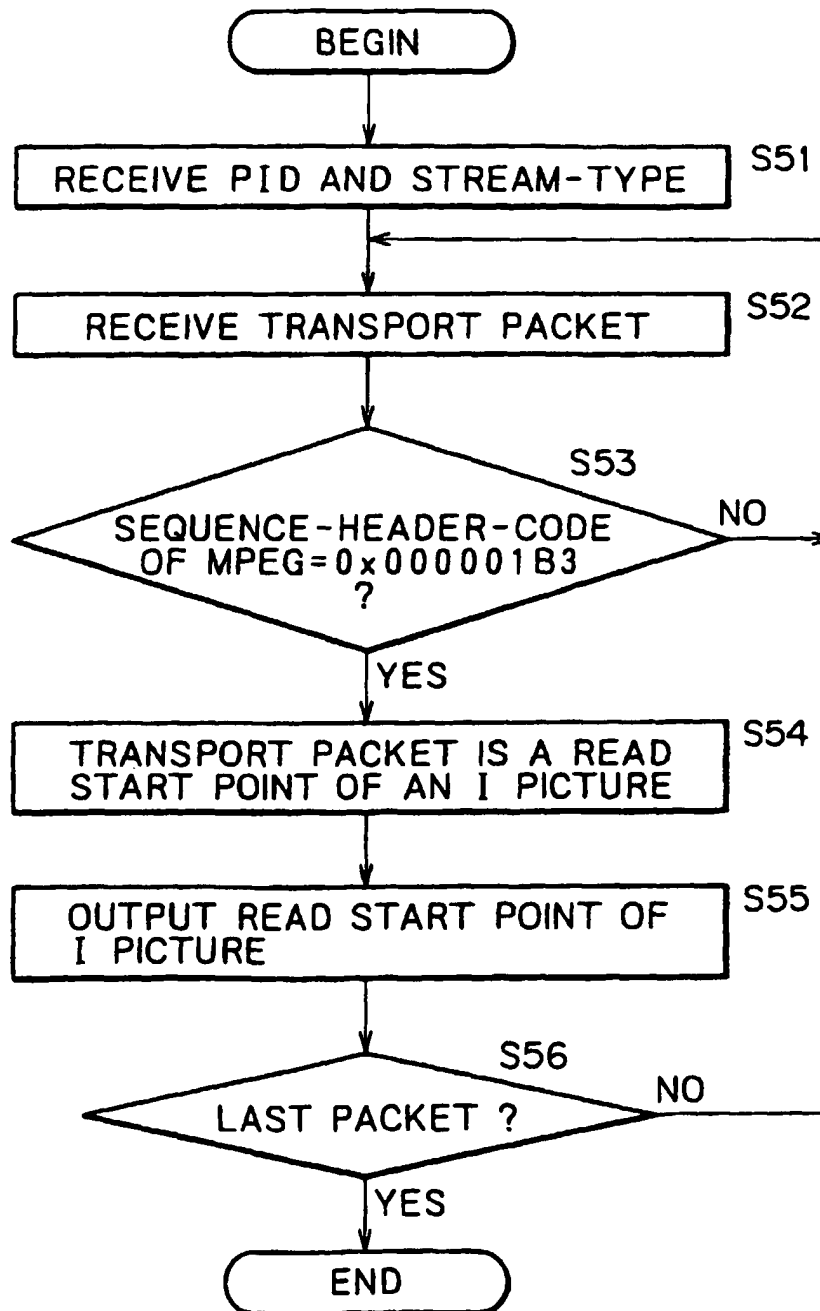 BEGIN
RECEIVE PID AND STREAM-TYPE
S51
RECEIVE TRANSPORT PACKET
S52
S53
SEQUENCE-HEADER-CODE
OF MPEG=0x000001B3
?
NO
YES
TRANSPORT PACKET IS A READ
START POINT OF AN I PICTURE
S54
OUTPUT READ START POINT OF
I PICTURE
S55
S56
LAST PACKET ?
NO
YES
END